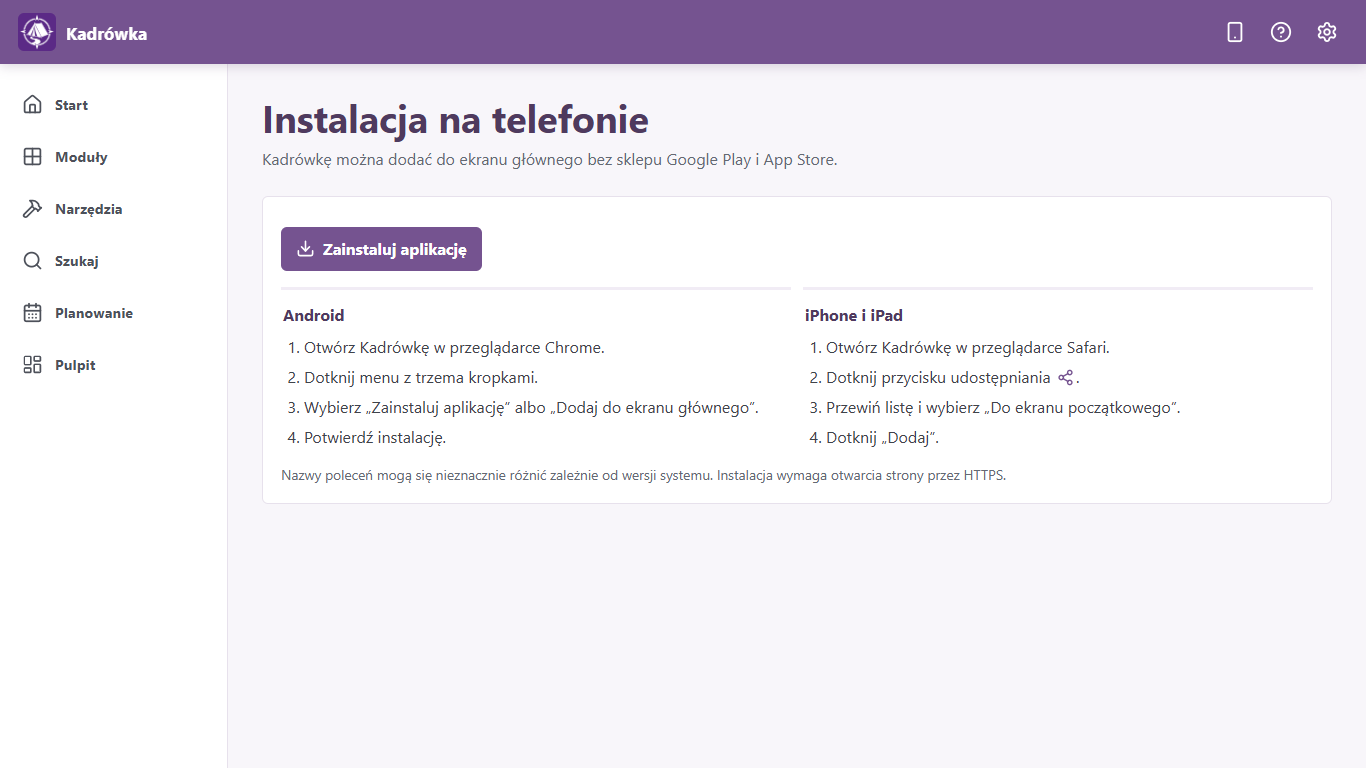 Kadrówka
Start
Moduły
Narzędzia
Szukaj
Planowanie
Pulpit
Instalacja na telefonie
Kadrówkę można dodać do ekranu głównego bez sklepu Google Play i App Store.
Zainstaluj aplikację
Android
1. Otwórz Kadrówkę w przeglądarce Chrome.
2. Dotknij menu z trzema kropkami.
3. Wybierz „Zainstaluj aplikację” albo „Dodaj do ekranu głównego”.
4. Potwierdź instalację.
iPhone i iPad
1. Otwórz Kadrówkę w przeglądarce Safari.
2. Dotknij przycisku udostępniania .
3. Przewiń listę i wybierz „Do ekranu początkowego”.
4. Dotknij „Dodaj”.
Nazwy poleceń mogą się nieznacznie różnić zależnie od wersji systemu. Instalacja wymaga otwarcia strony przez HTTPS.